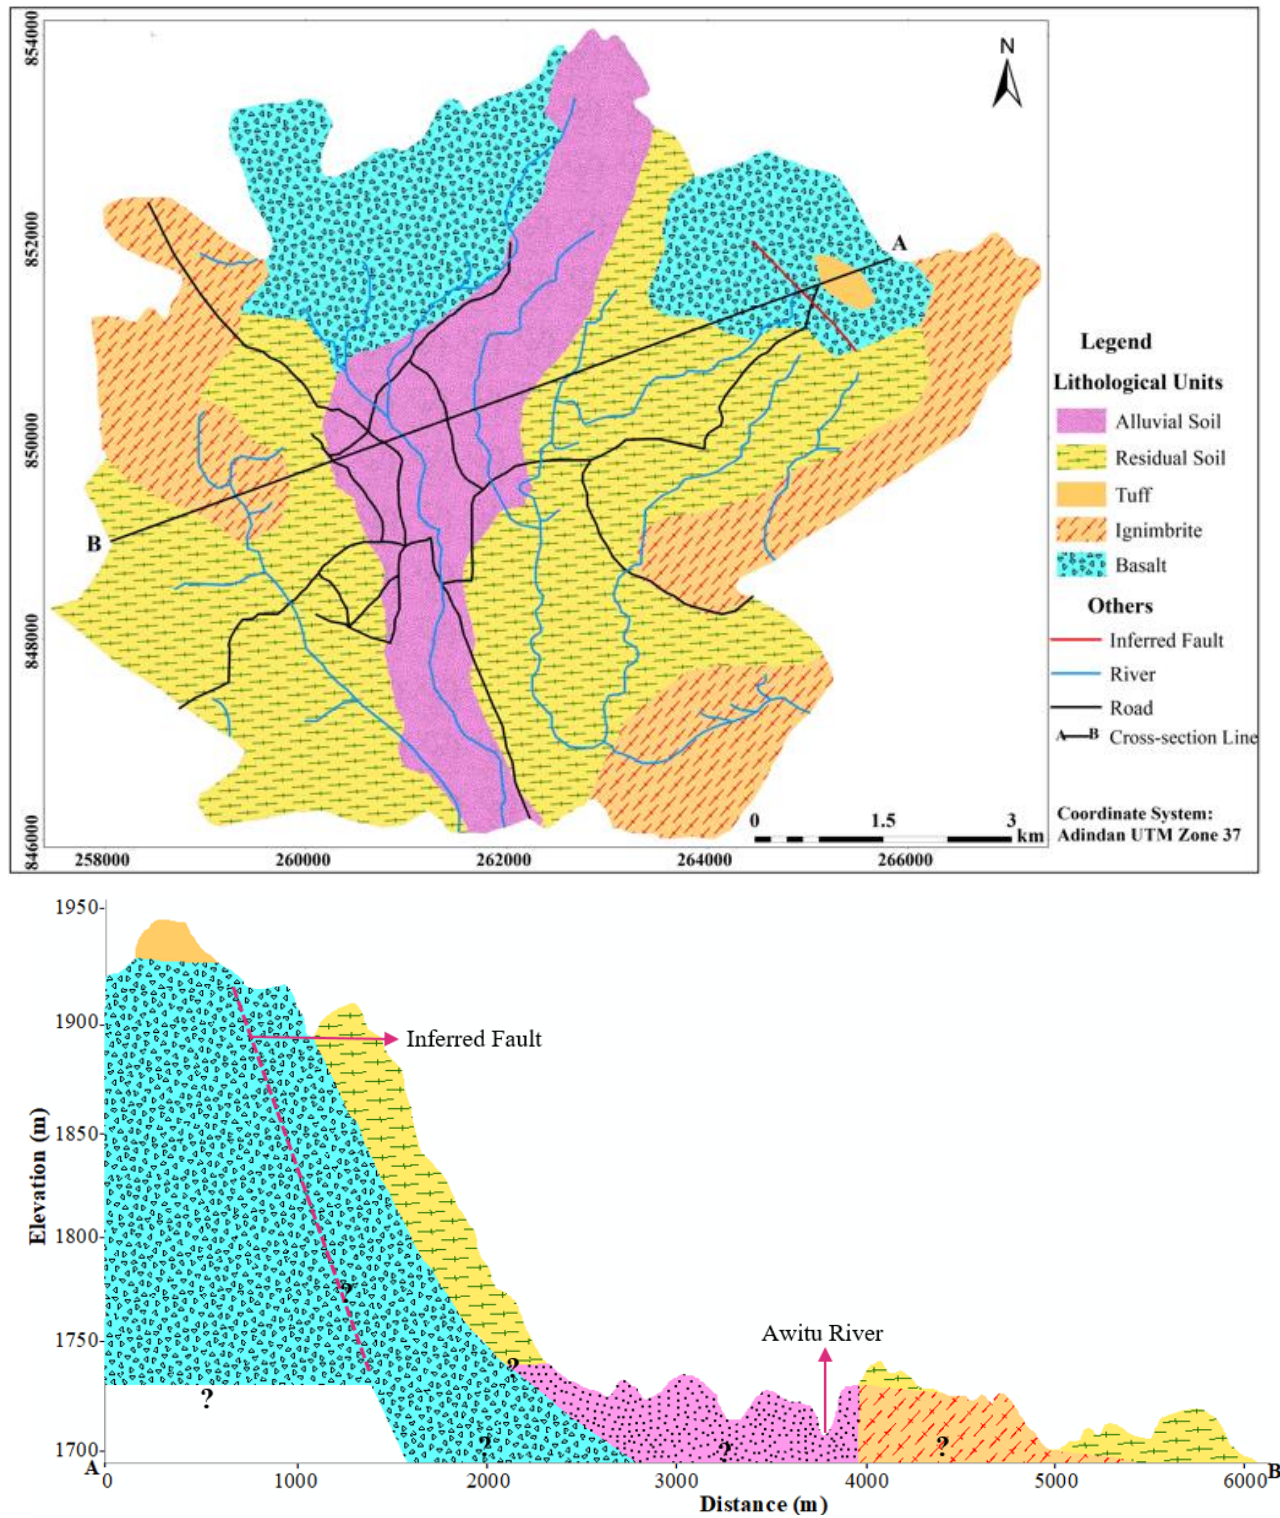 854000
852000
850000
848000
846000
N
A
B
Legend
Lithological Units
Alluvial Soil
Residual Soil
Tuff
Ignimbrite
Basalt
Others
Inferred Fault
River
Road
A B Cross-section Line
0 1.5 3
km
Coordinate System:
Adindan UTM Zone 37
258000 260000 262000 264000 266000
1950
1900
1850
1800
1750
1700
Elevation (m)
Inferred Fault
?
?
?
Awitu River
?
?
?
A
B
0 1000 2000 3000 4000 5000 6000
Distance (m)